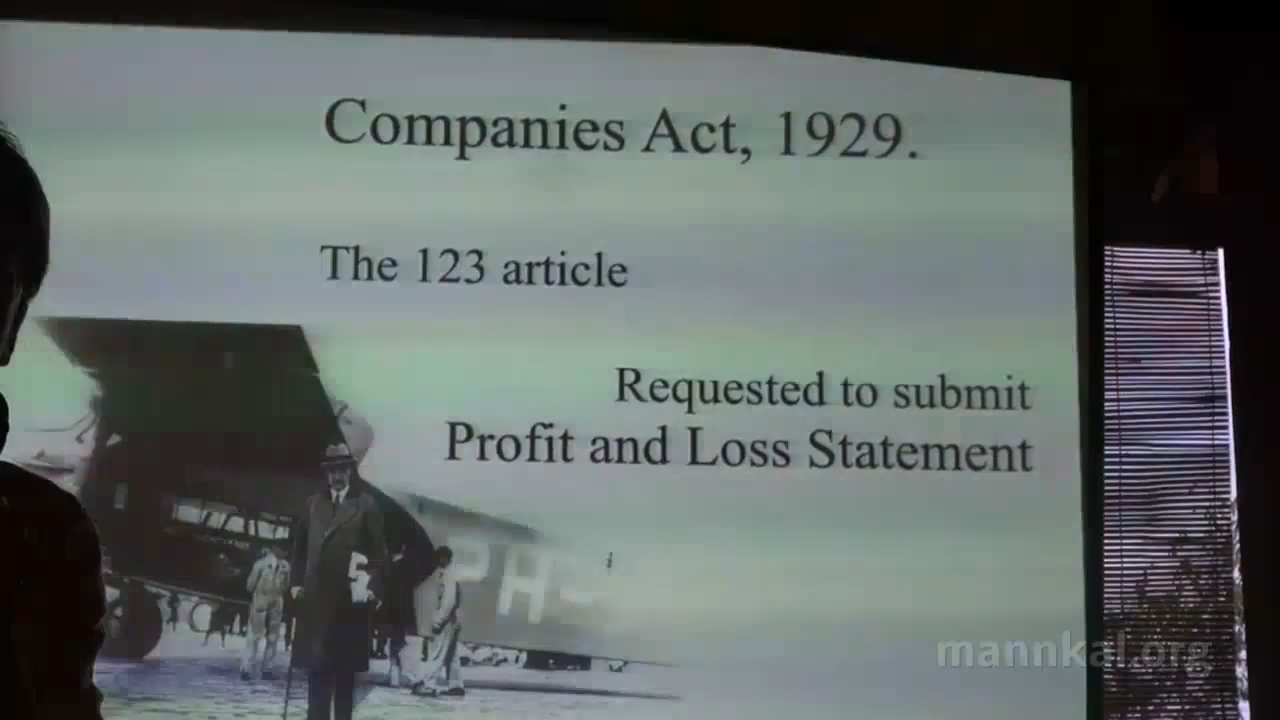 Companies Act, 1929.
The 123 article
Requested to submit
Profit and Loss Statement
mannkal.org